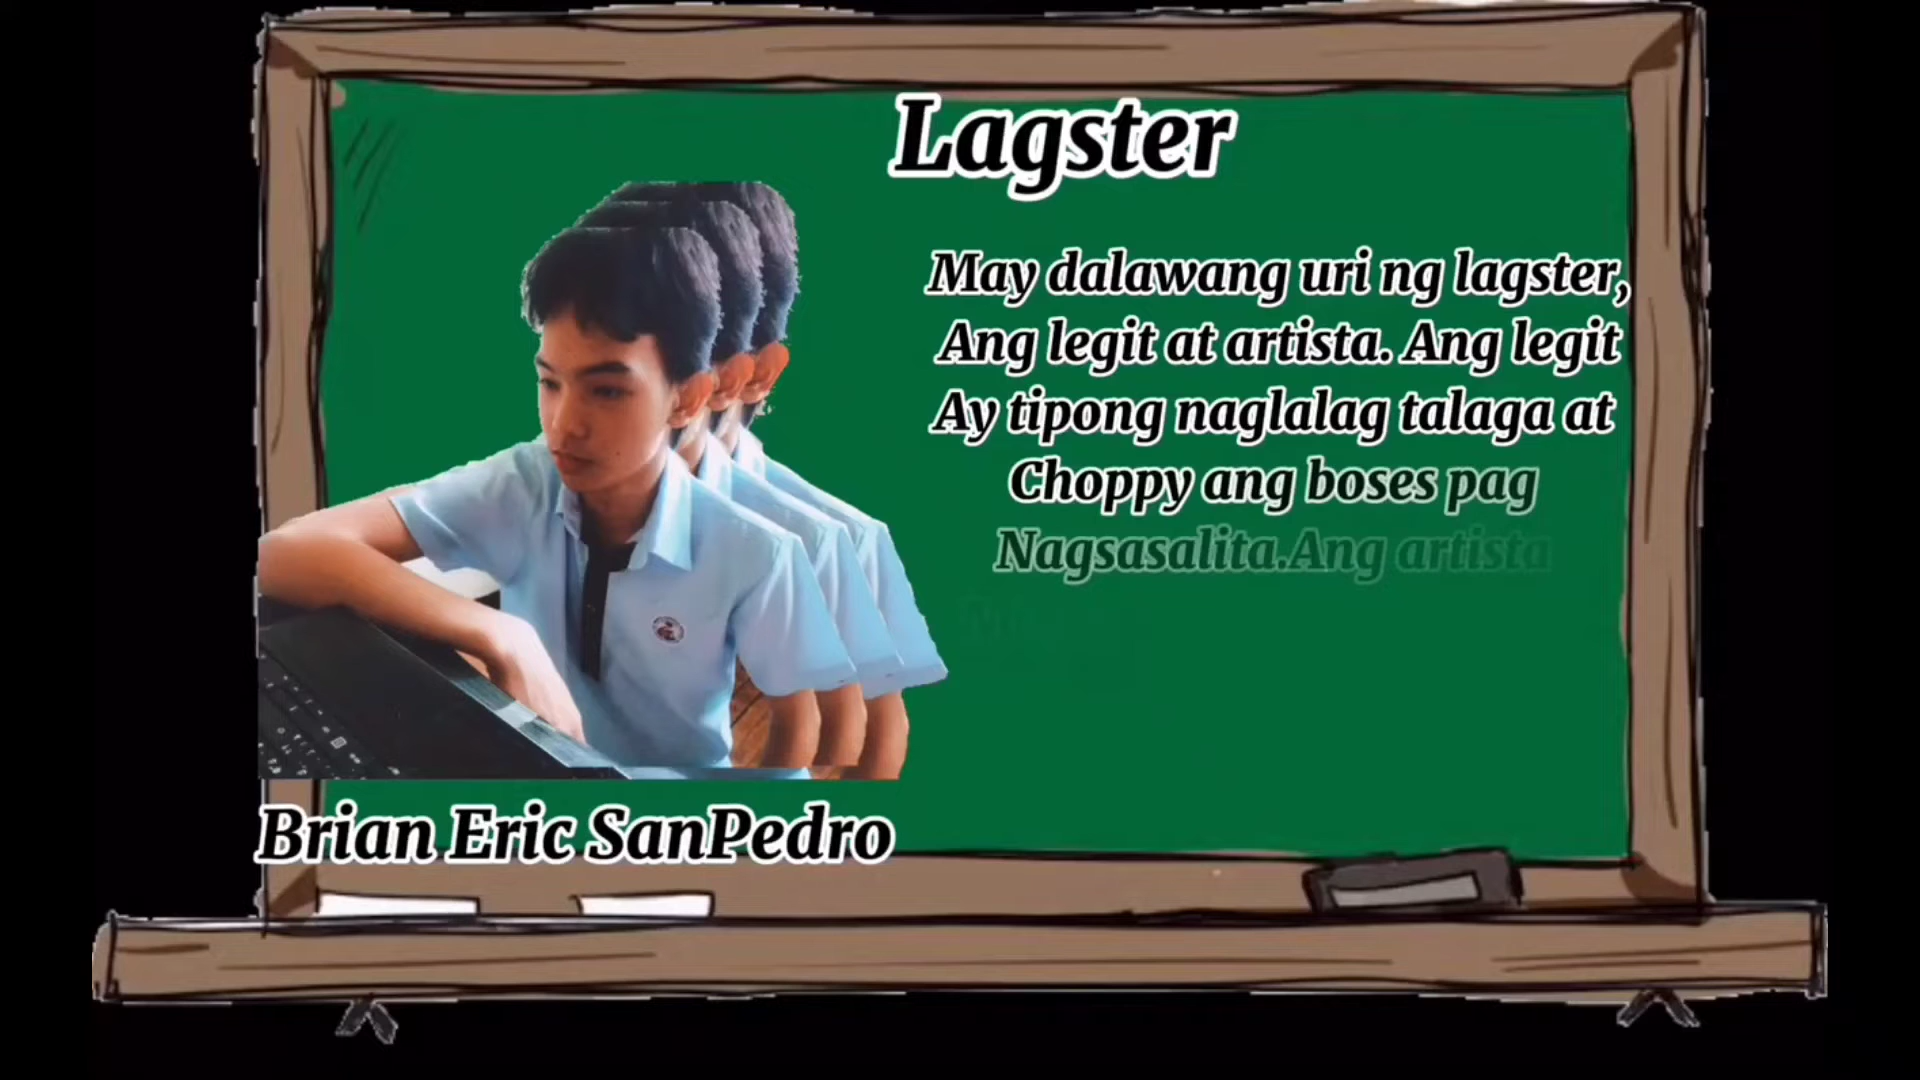 Lagster
May dalawang uri ng lagster,
Ang legit at artista. Ang legit
Ay tipong naglalag talaga at
Choppy ang boses pag
Nagsasalita.Ang artista
Brian Eric SanPedro